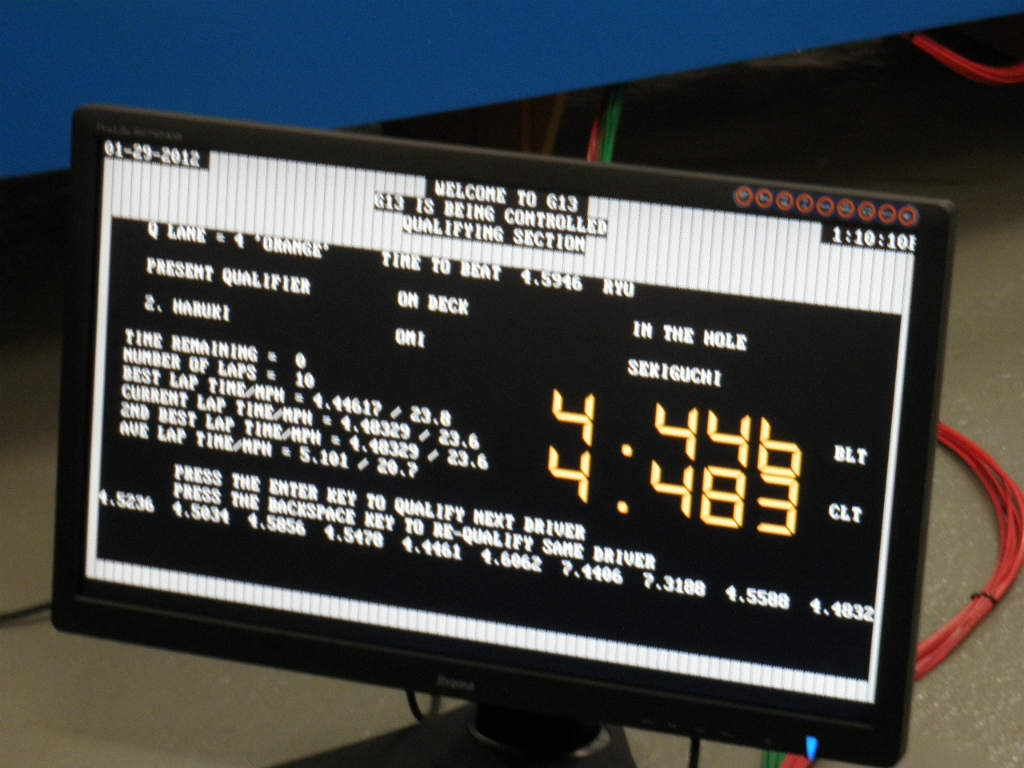 01-29-2012
WELCOME TO G13
G13 IS BEING CONTROLLED
QUALIFYING SECTION
1:10:10
Q LANE = 4 'ORANGE'
TIME TO BEAT 4.5946 RYU
PRESENT QUALIFIER
ON DECK
IN THE HOLE
2. HARUKI
OMI
SEKIGUCHI
TIME REMAINING = 0
NUMBER OF LAPS = 10
BEST LAP TIME/MPH = 4.44617 / 23.8
CURRENT LAP TIME/MPH = 4.48329 / 23.6
2ND BEST LAP TIME/MPH = 4.48329 / 23.6
AVE LAP TIME/MPH = 5.101 / 20.7
4.446 BLT
4.483 CLT
PRESS THE ENTER KEY TO QUALIFY NEXT DRIVER
PRESS THE BACKSPACE KEY TO RE-QUALIFY SAME DRIVER
4.5236 4.5034 4.5056 4.5470 4.4461 4.6062 7.4406 7.3188 4.5588 4.4832